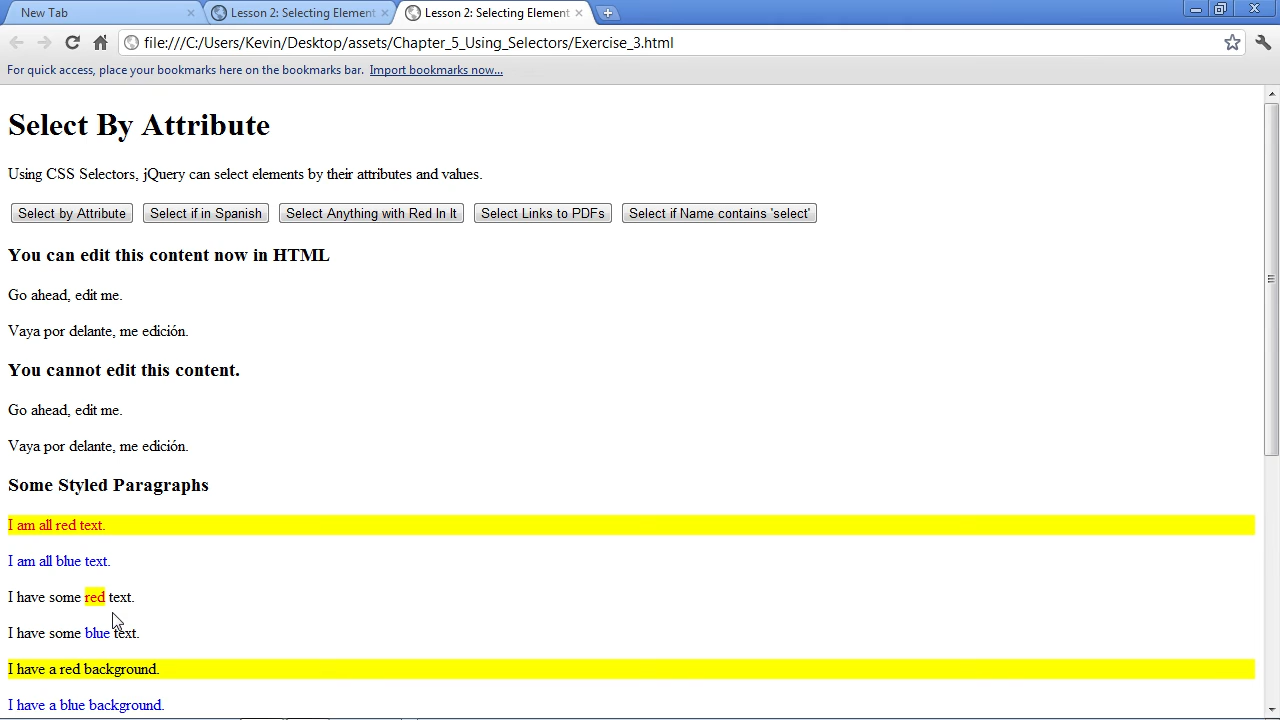 New Tab
Lesson 2: Selecting Element
Lesson 2: Selecting Element
file:///C:/Users/Kevin/Desktop/assets/Chapter_5_Using_Selectors/Exercise_3.html
For quick access, place your bookmarks here on the bookmarks bar. Import bookmarks now...
Select By Attribute
Using CSS Selectors, jQuery can select elements by their attributes and values.
Select by Attribute
Select if in Spanish
Select Anything with Red In It
Select Links to PDFs
Select if Name contains 'select'
You can edit this content now in HTML
Go ahead, edit me.
Vaya por delante, me edición.
You cannot edit this content.
Go ahead, edit me.
Vaya por delante, me edición.
Some Styled Paragraphs
I am all red text.
I am all blue text.
I have some red text.
I have some blue text.
I have a red background.
I have a blue background.